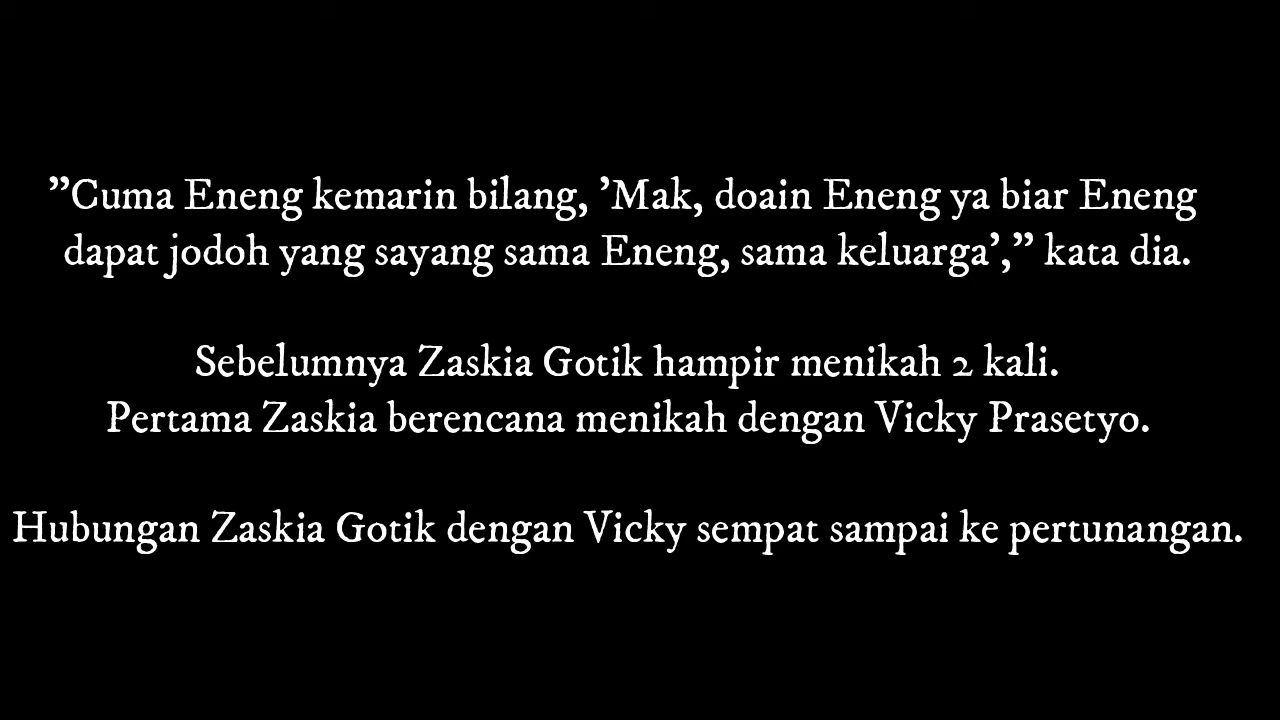 "Cuma Eneng kemarin bilang, 'Mak, doain Eneng ya biar Eneng
dapat jodoh yang sayang sama Eneng, sama keluarga'," kata dia.
Sebelumnya Zaskia Gotik hampir menikah 2 kali.
Pertama Zaskia berencana menikah dengan Vicky Prasetyo.
Hubungan Zaskia Gotik dengan Vicky sempat sampai ke pertunangan.